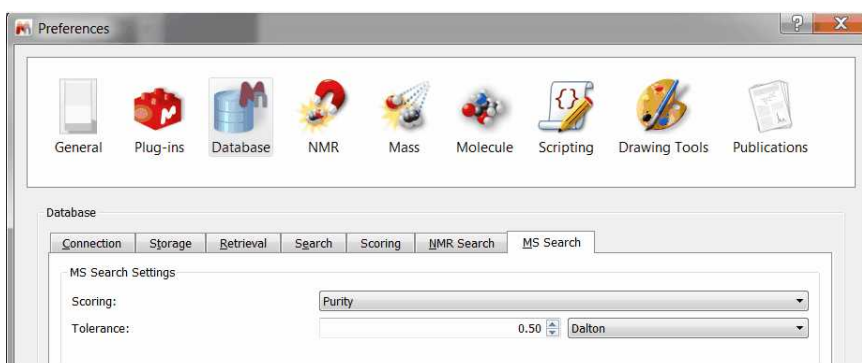 Preferences
General Plug-ins Database NMR Mass Molecule Scripting Drawing Tools Publications
Database
Connection Storage Retrieval Search Scoring NMR Search MS Search
MS Search Settings
Scoring: Purity
Tolerance: 0.50 Dalton